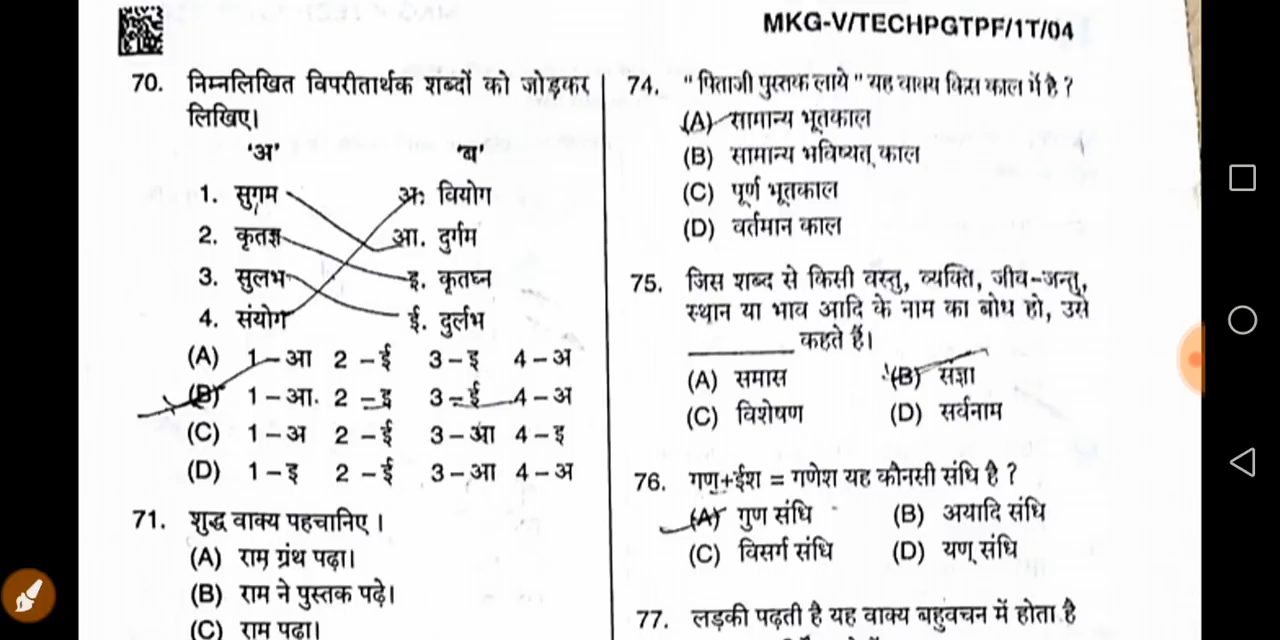 MKG-V/TECHPGTPF/1T/04
70. निम्नलिखित विपरीतार्थक शब्दों को जोड़कर
लिखिए।
'अ' 'ब'
1. सुगम अ. वियोग
2. कृतज्ञ आ. दुर्गम
3. सुलभ इ. कृतघ्न
4. संयोग ई. दुर्लभ
(A) 1–आ 2–ई 3–इ 4–अ
(B) 1–आ 2–इ 3–ई 4–अ
(C) 1–अ 2–ई 3–आ 4–इ
(D) 1–इ 2–ई 3–आ 4–अ
71. शुद्ध वाक्य पहचानिए ।
(A) राम ग्रंथ पढ़ा।
(B) राम ने पुस्तक पढ़े।
(C) राम पढा।
74. "पिताजी पुस्तक लाये" यह वाक्य किस काल में है ?
(A) सामान्य भूतकाल
(B) सामान्य भविष्यत् काल
(C) पूर्ण भूतकाल
(D) वर्तमान काल
75. जिस शब्द से किसी वस्तु, व्यक्ति, जीव-जन्तु,
स्थान या भाव आदि के नाम का बोध हो, उसे
________ कहते हैं।
(A) समास (B) संज्ञा
(C) विशेषण (D) सर्वनाम
76. गण+ईश = गणेश यह कौनसी संधि है ?
(A) गुण संधि (B) अयादि संधि
(C) विसर्ग संधि (D) यण् संधि
77. लड़की पढ़ती है यह वाक्य बहुवचन में होता है